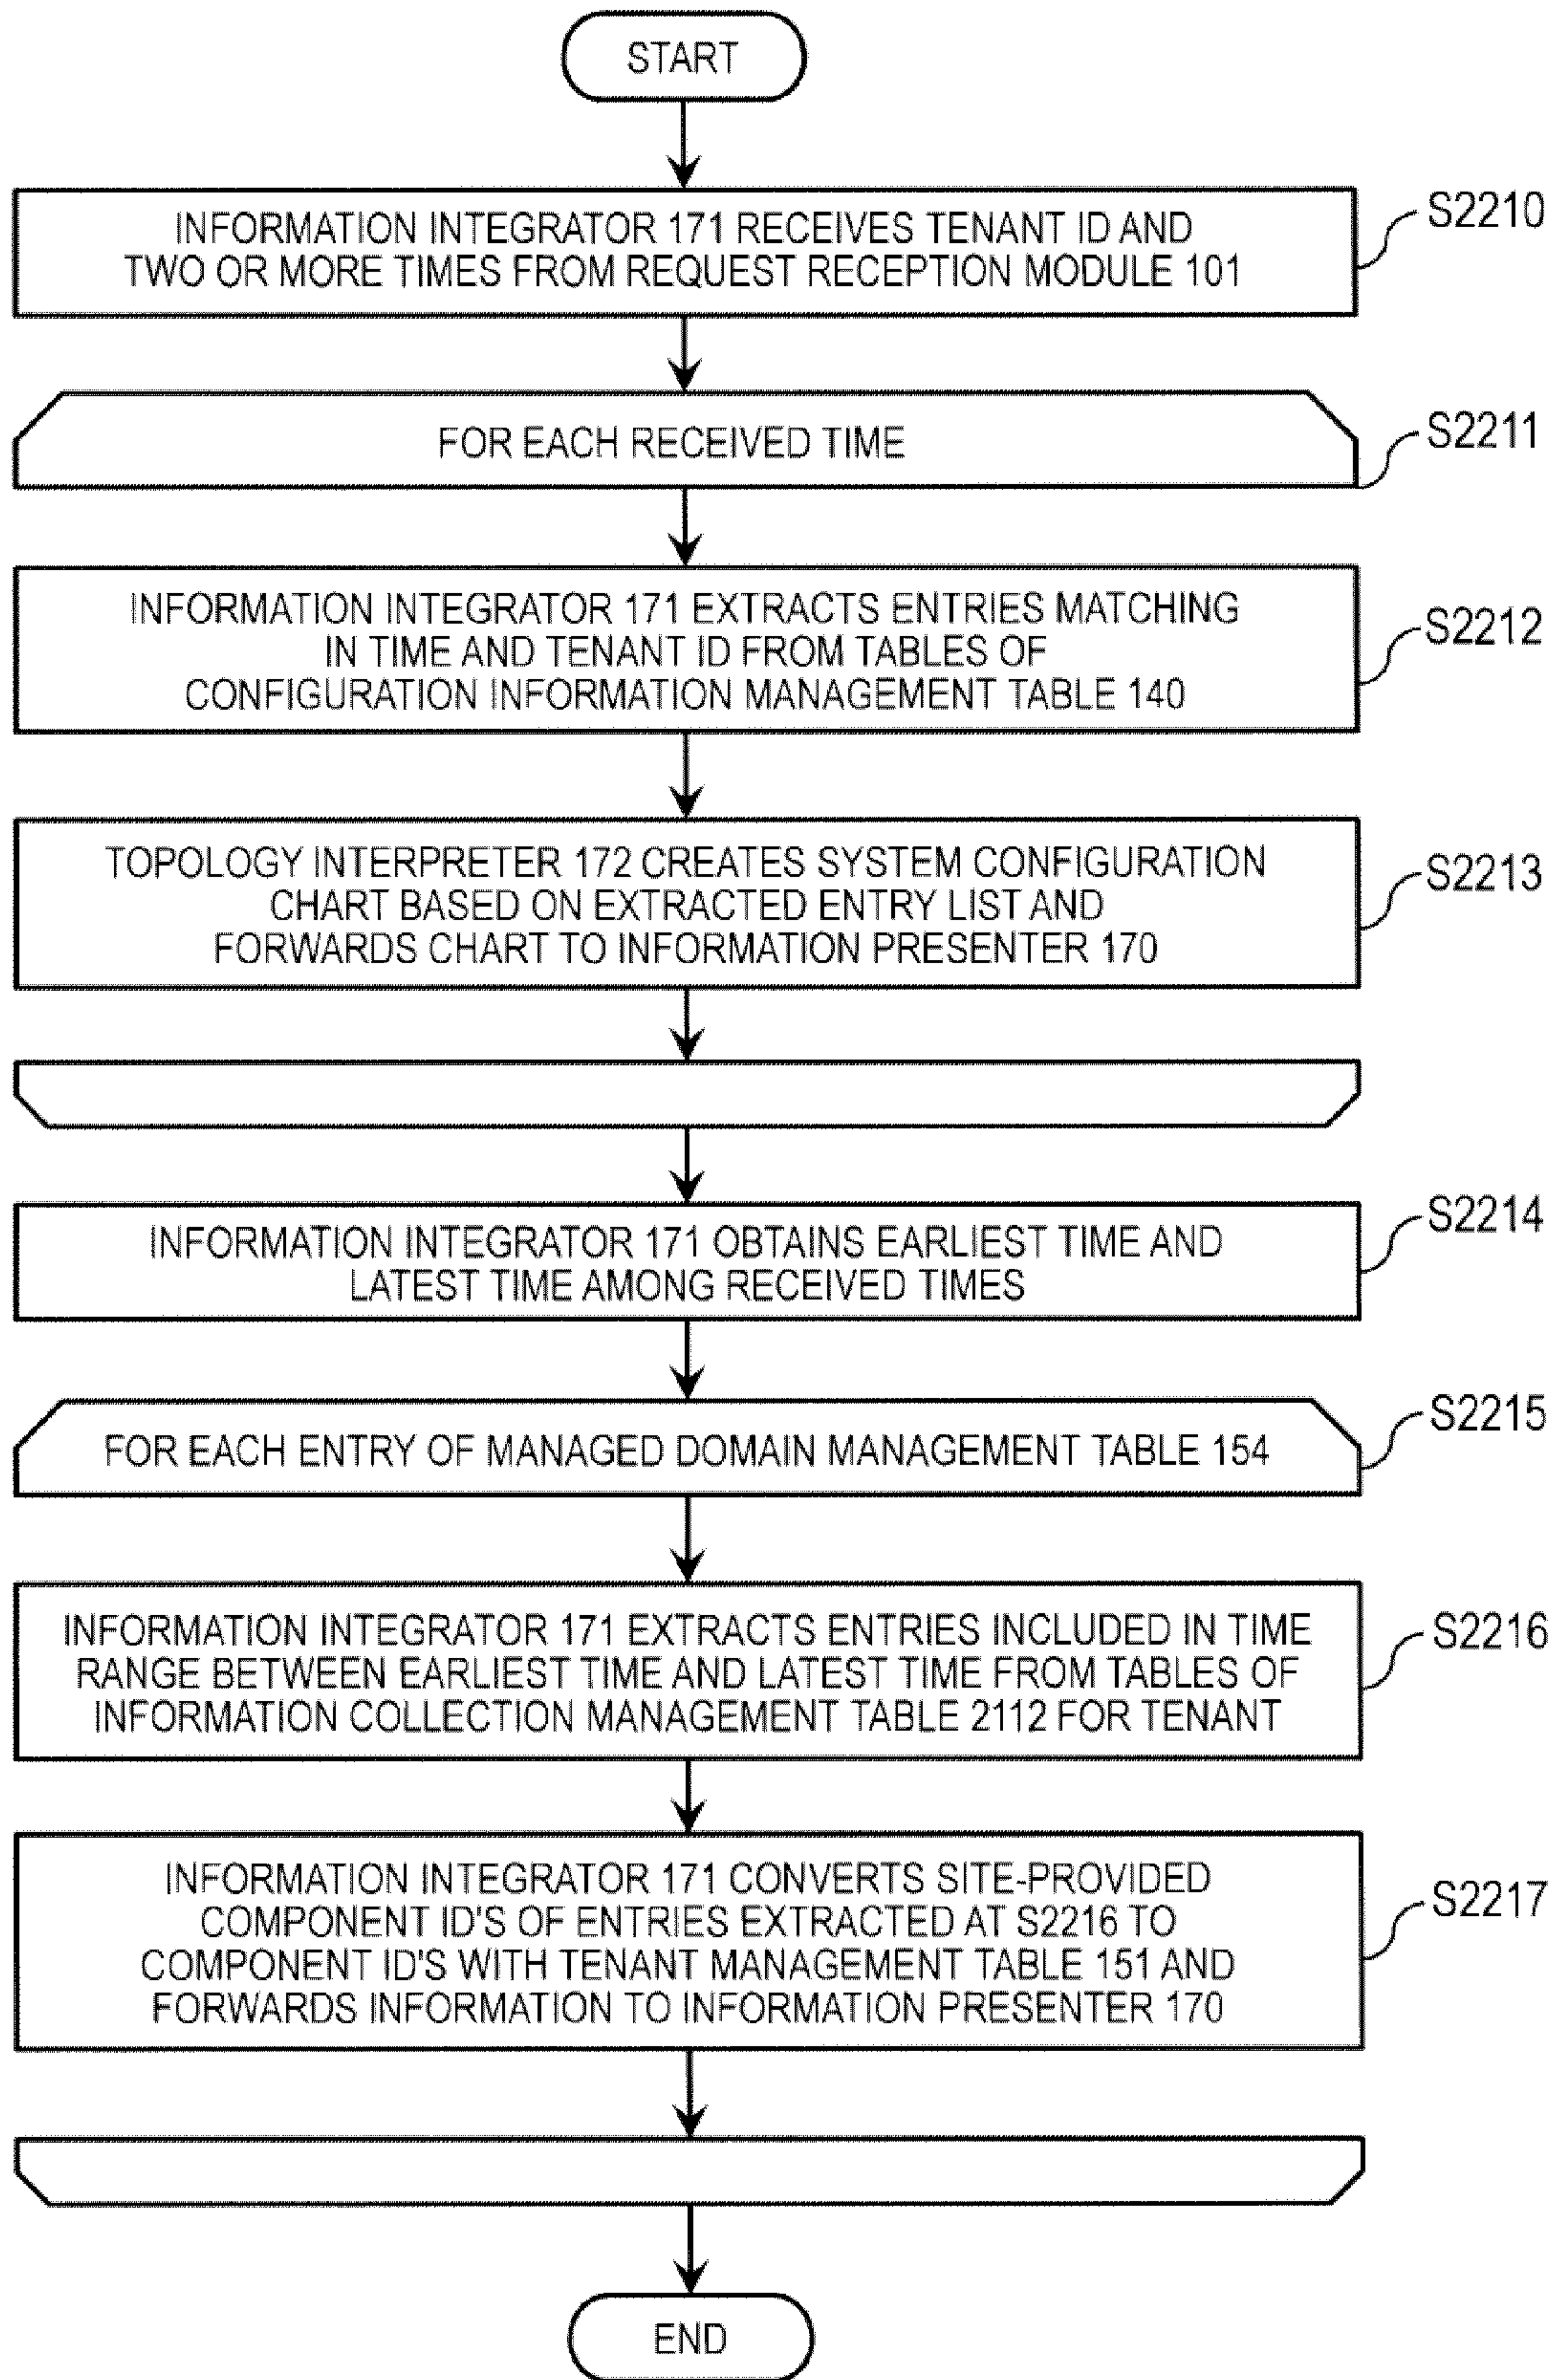 START
INFORMATION INTEGRATOR 171 RECEIVES TENANT ID AND
TWO OR MORE TIMES FROM REQUEST RECEPTION MODULE 101
S2210
FOR EACH RECEIVED TIME
S2211
INFORMATION INTEGRATOR 171 EXTRACTS ENTRIES MATCHING
IN TIME AND TENANT ID FROM TABLES OF
CONFIGURATION INFORMATION MANAGEMENT TABLE 140
S2212
TOPOLOGY INTERPRETER 172 CREATES SYSTEM CONFIGURATION
CHART BASED ON EXTRACTED ENTRY LIST AND
FORWARDS CHART TO INFORMATION PRESENTER 170
S2213
INFORMATION INTEGRATOR 171 OBTAINS EARLIEST TIME AND
LATEST TIME AMONG RECEIVED TIMES
S2214
FOR EACH ENTRY OF MANAGED DOMAIN MANAGEMENT TABLE 154
S2215
INFORMATION INTEGRATOR 171 EXTRACTS ENTRIES INCLUDED IN TIME
RANGE BETWEEN EARLIEST TIME AND LATEST TIME FROM TABLES OF
INFORMATION COLLECTION MANAGEMENT TABLE 2112 FOR TENANT
S2216
INFORMATION INTEGRATOR 171 CONVERTS SITE-PROVIDED
COMPONENT ID'S OF ENTRIES EXTRACTED AT S2216 TO
COMPONENT ID'S WITH TENANT MANAGEMENT TABLE 151 AND
FORWARDS INFORMATION TO INFORMATION PRESENTER 170
S2217
END